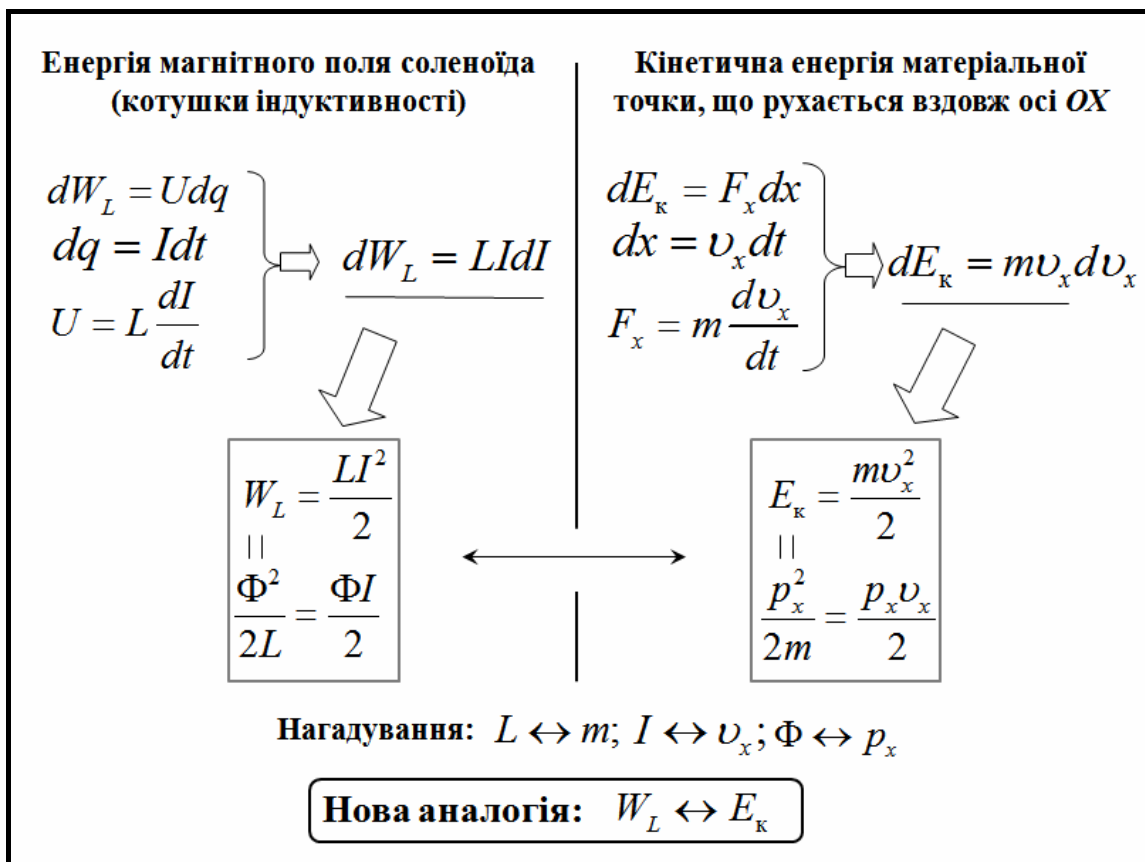 Енергія магнітного поля соленоїда
(котушки індуктивності)
dW_L = Udq
dq = Idt
U = L dI/dt
dW_L = LIdI
W_L = LI²/2
=
Φ²/2L = ΦI/2
Кінетична енергія матеріальної
точки, що рухається вздовж осі OX
dE_к = F_x dx
dx = υ_x dt
F_x = m dυ_x/dt
dE_к = mυ_x dυ_x
E_к = mυ_x²/2
=
p_x²/2m = p_x υ_x/2
Нагадування: L ↔ m; I ↔ υ_x; Φ ↔ p_x
Нова аналогія: W_L ↔ E_к